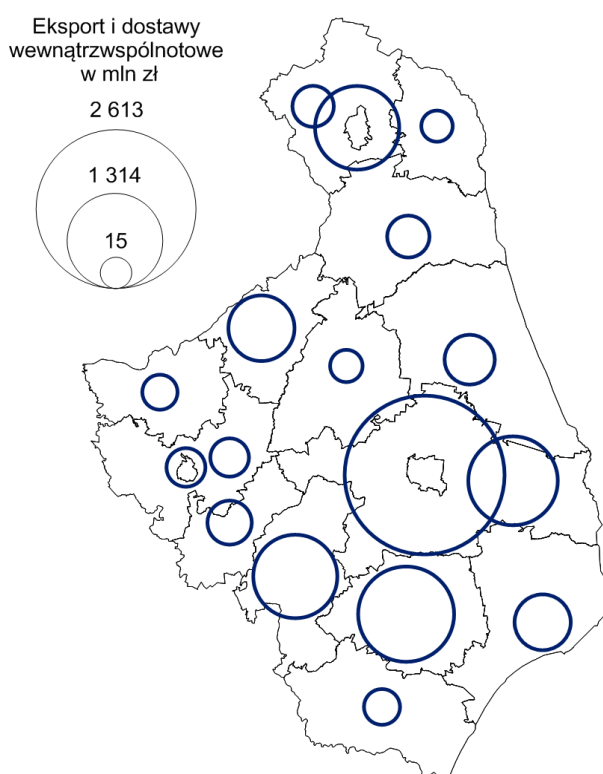 Eksport i dostawy
wewnątrzwspólnotowe
w mln zł
2 613
1 314
15